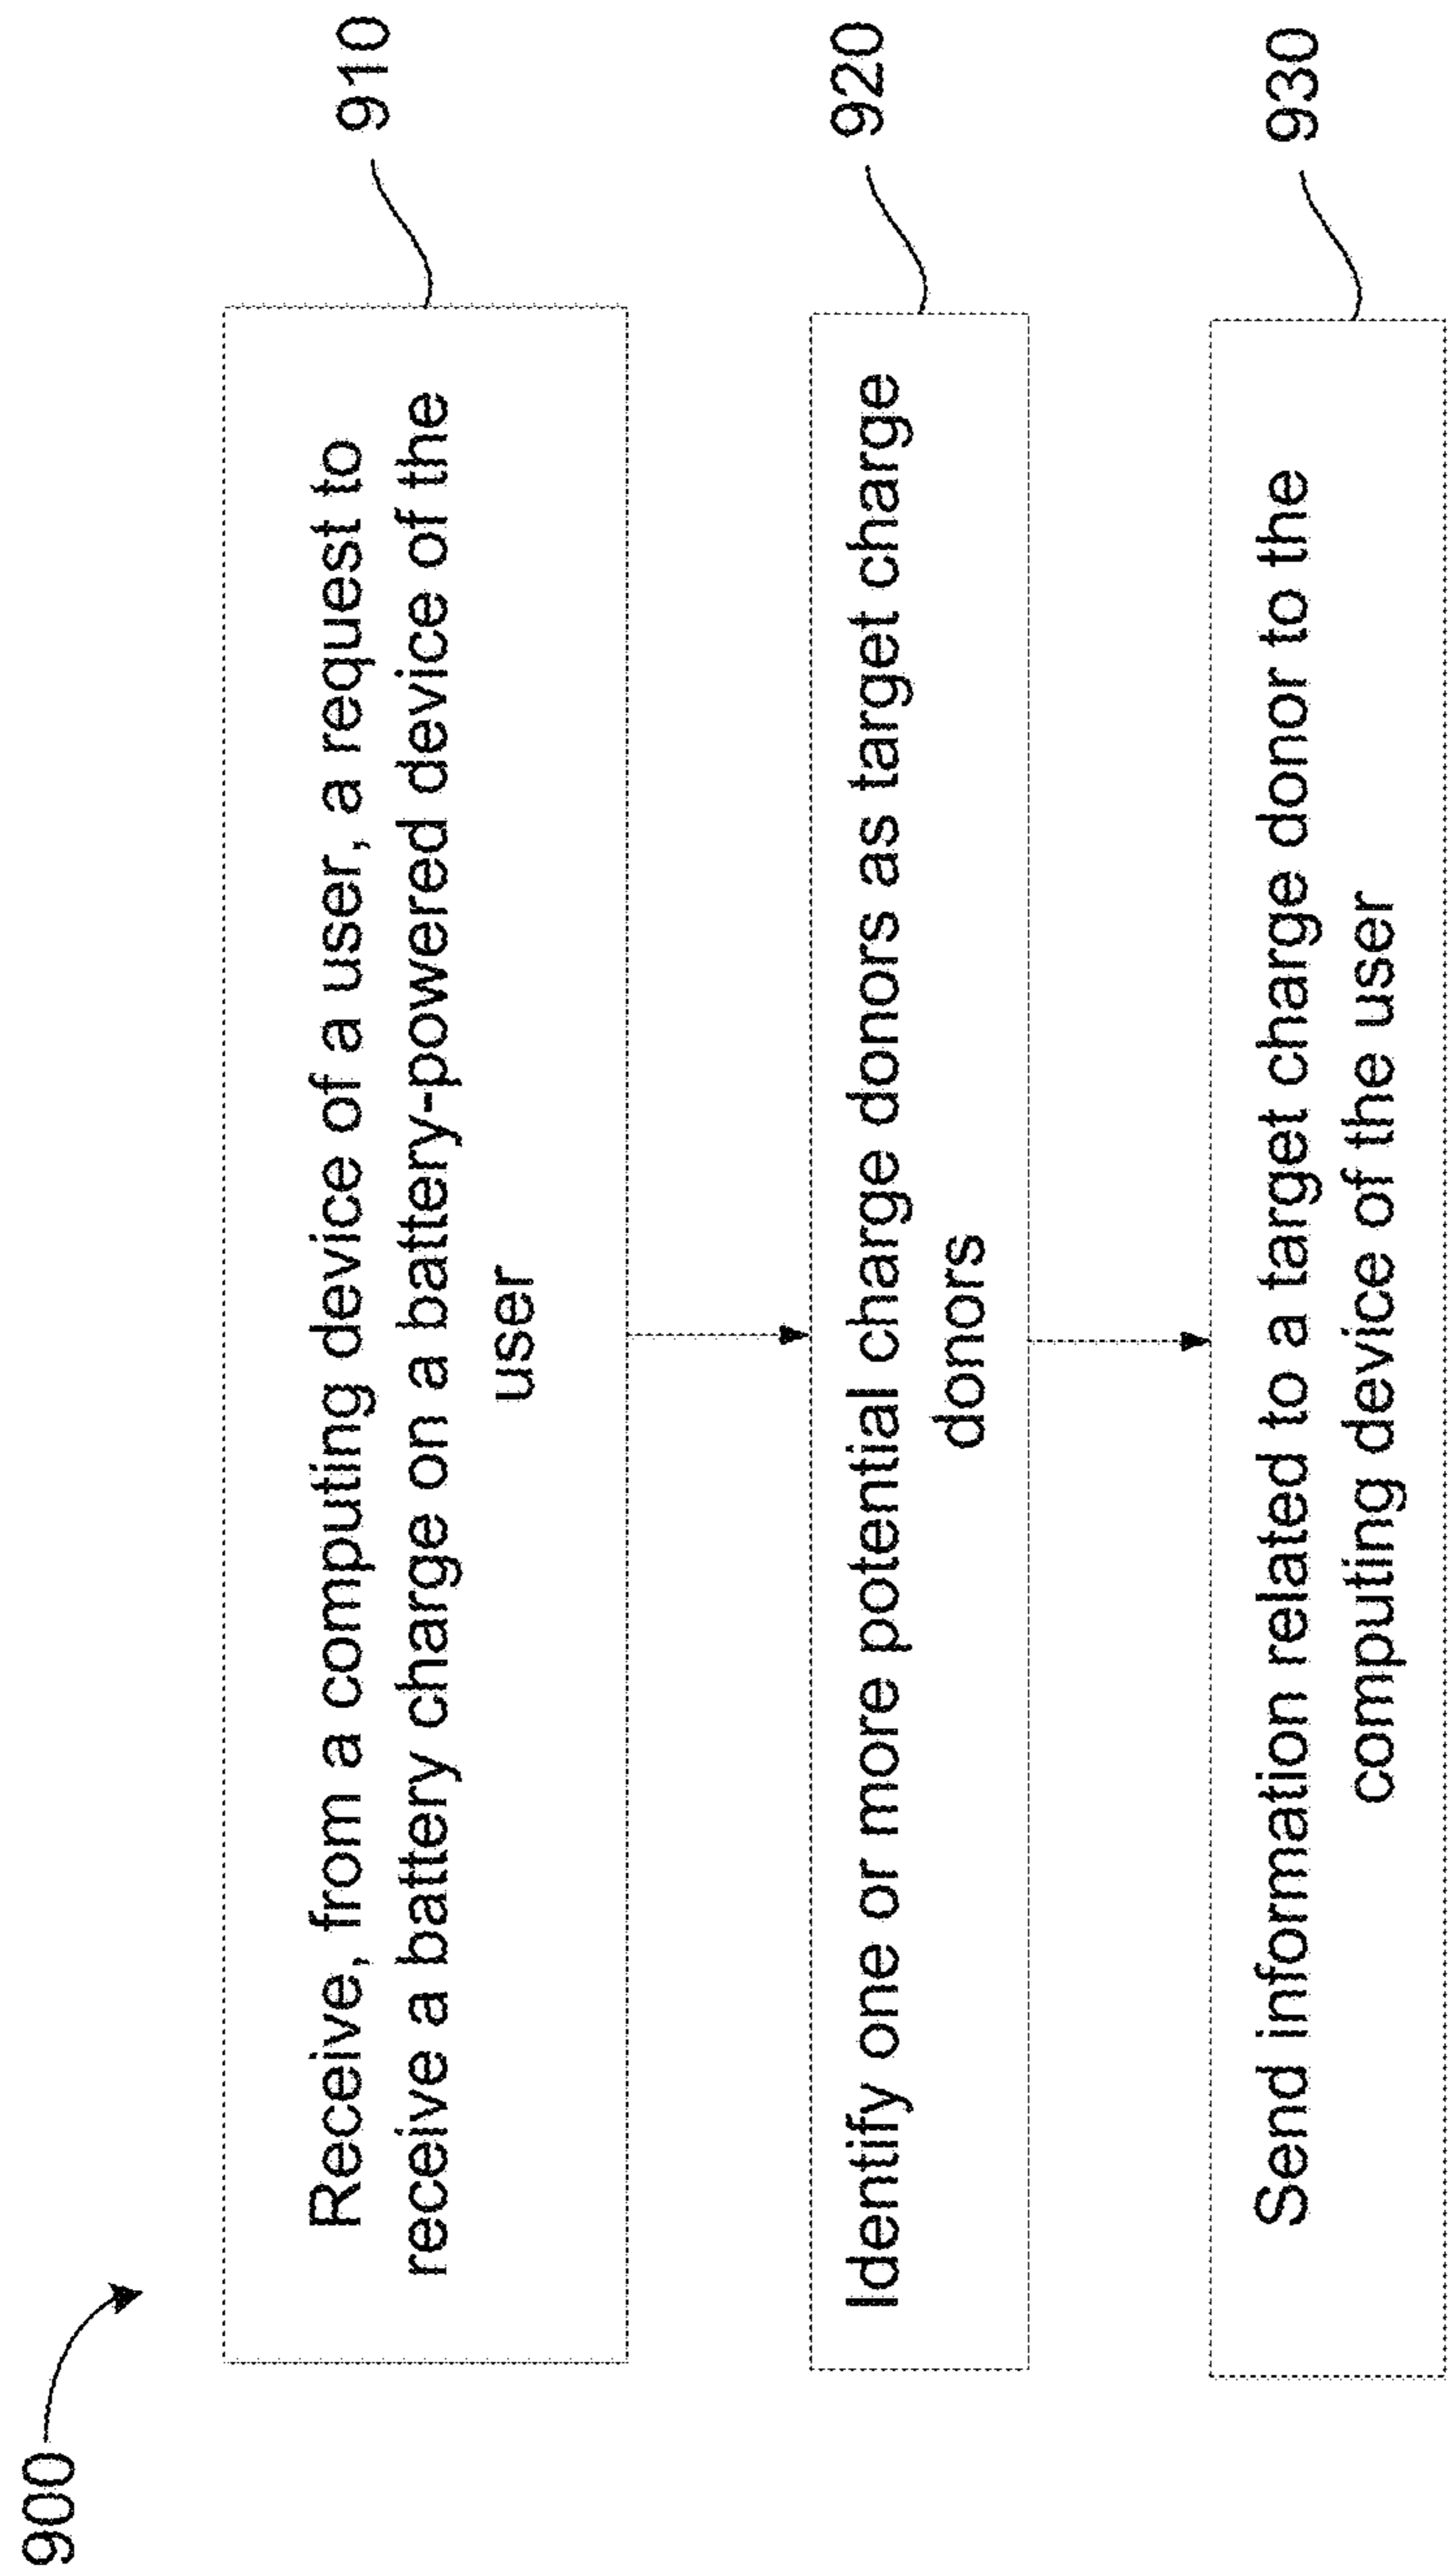 900
Receive, from a computing device of a user, a request to
receive a battery charge on a battery-powered device of the
user
910
Identify one or more potential charge donors as target charge
donors
920
Send information related to a target charge donor to the
computing device of the user
930